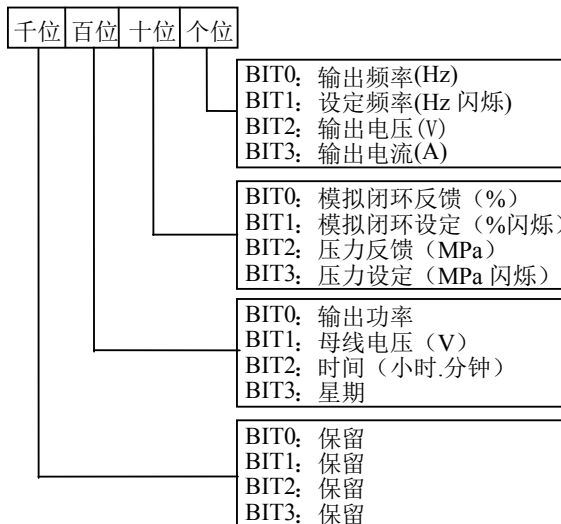 千位 百位 十位 个位
BIT0：输出频率(Hz)
BIT1：设定频率(Hz 闪烁)
BIT2：输出电压(V)
BIT3：输出电流(A)
BIT0：模拟闭环反馈（%）
BIT1：模拟闭环设定（%闪烁）
BIT2：压力反馈（MPa）
BIT3：压力设定（MPa 闪烁）
BIT0：输出功率
BIT1：母线电压（V）
BIT2：时间（小时.分钟）
BIT3：星期
BIT0：保留
BIT1：保留
BIT2：保留
BIT3：保留